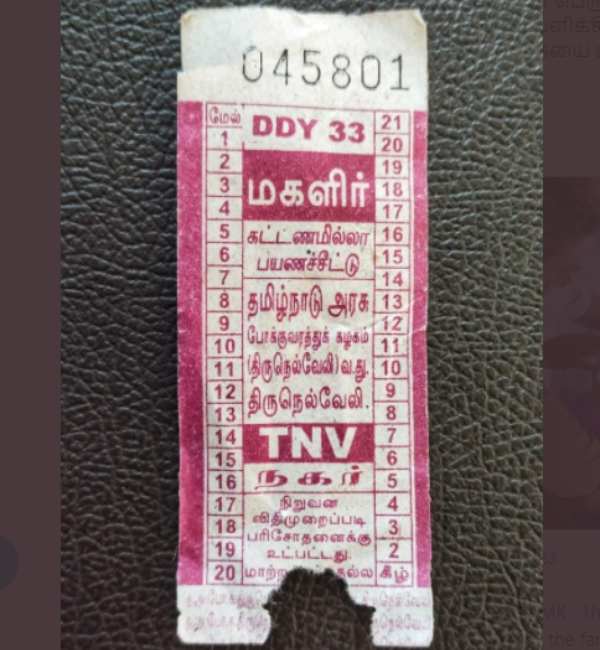 045801
மேல் DDY 33 21
1 20
2 19
3 மகளிர் 18
4 17
5 கட்டணமில்லா 16
6 பயணச்சீட்டு 15
7 14
8 தமிழ்நாடு அரசு 13
9 போக்குவரத்துக் கழகம் 12
10 11
11 (திருநெல்வேலி) வ.து. 10
12 திருநெல்வேலி. 9
13 8
14 TNV 7
15 6
16 நகர் 5
17 நிறுவன 4
18 விதிமுறைப்படி 3
19 பரிசோதனைக்கு 2
உட்பட்டது.
20 கீழ்